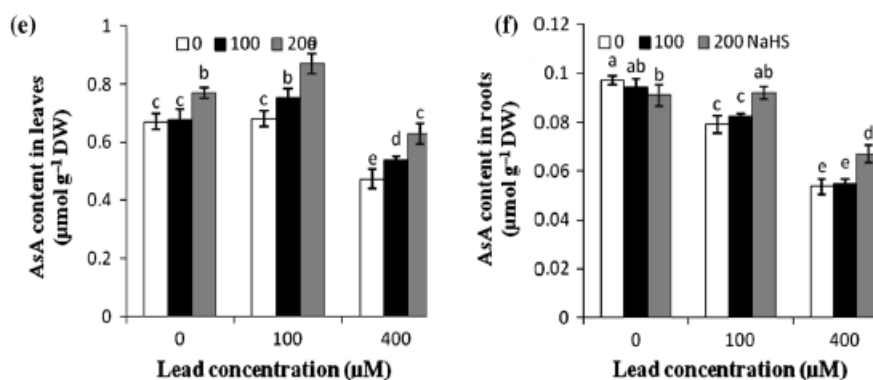 (e)
AsA content in leaves
(µmol g⁻¹ DW)
1
0.8
0.6
0.4
0.2
0
0 100 200
c c b
c b a
e d c
0 100 400
Lead concentration (µM)
(f)
AsA content in roots
(µmol g⁻¹ DW)
0.12
0.1
0.08
0.06
0.04
0.02
0
0 100 200 NaHS
a ab b
c c ab
e e d
0 100 400
Lead concentration (µM)